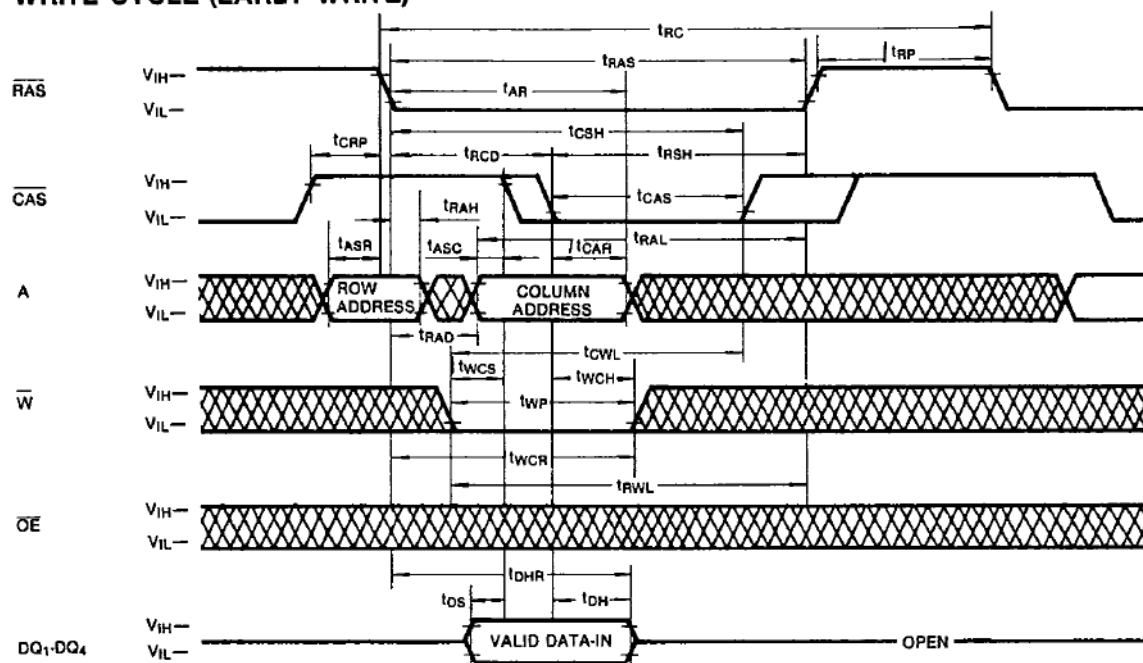 WRITE CYCLE (EARLY WRITE)
tRC
tRAS
tRP
tAR
RAS
VIH
VIL
tCSH
tCRP
tRCD
tRSH
CAS
VIH
VIL
tCAS
tRAH
tRAL
tASR
tASC
tCAR
A
VIH
VIL
ROW ADDRESS
COLUMN ADDRESS
tRAD
tCWL
tWCS
tWCH
W
VIH
VIL
tWP
tWCR
tRWL
OE
VIH
VIL
tDHR
tDS
tDH
DQ1-DQ4
VIH
VIL
VALID DATA-IN
OPEN